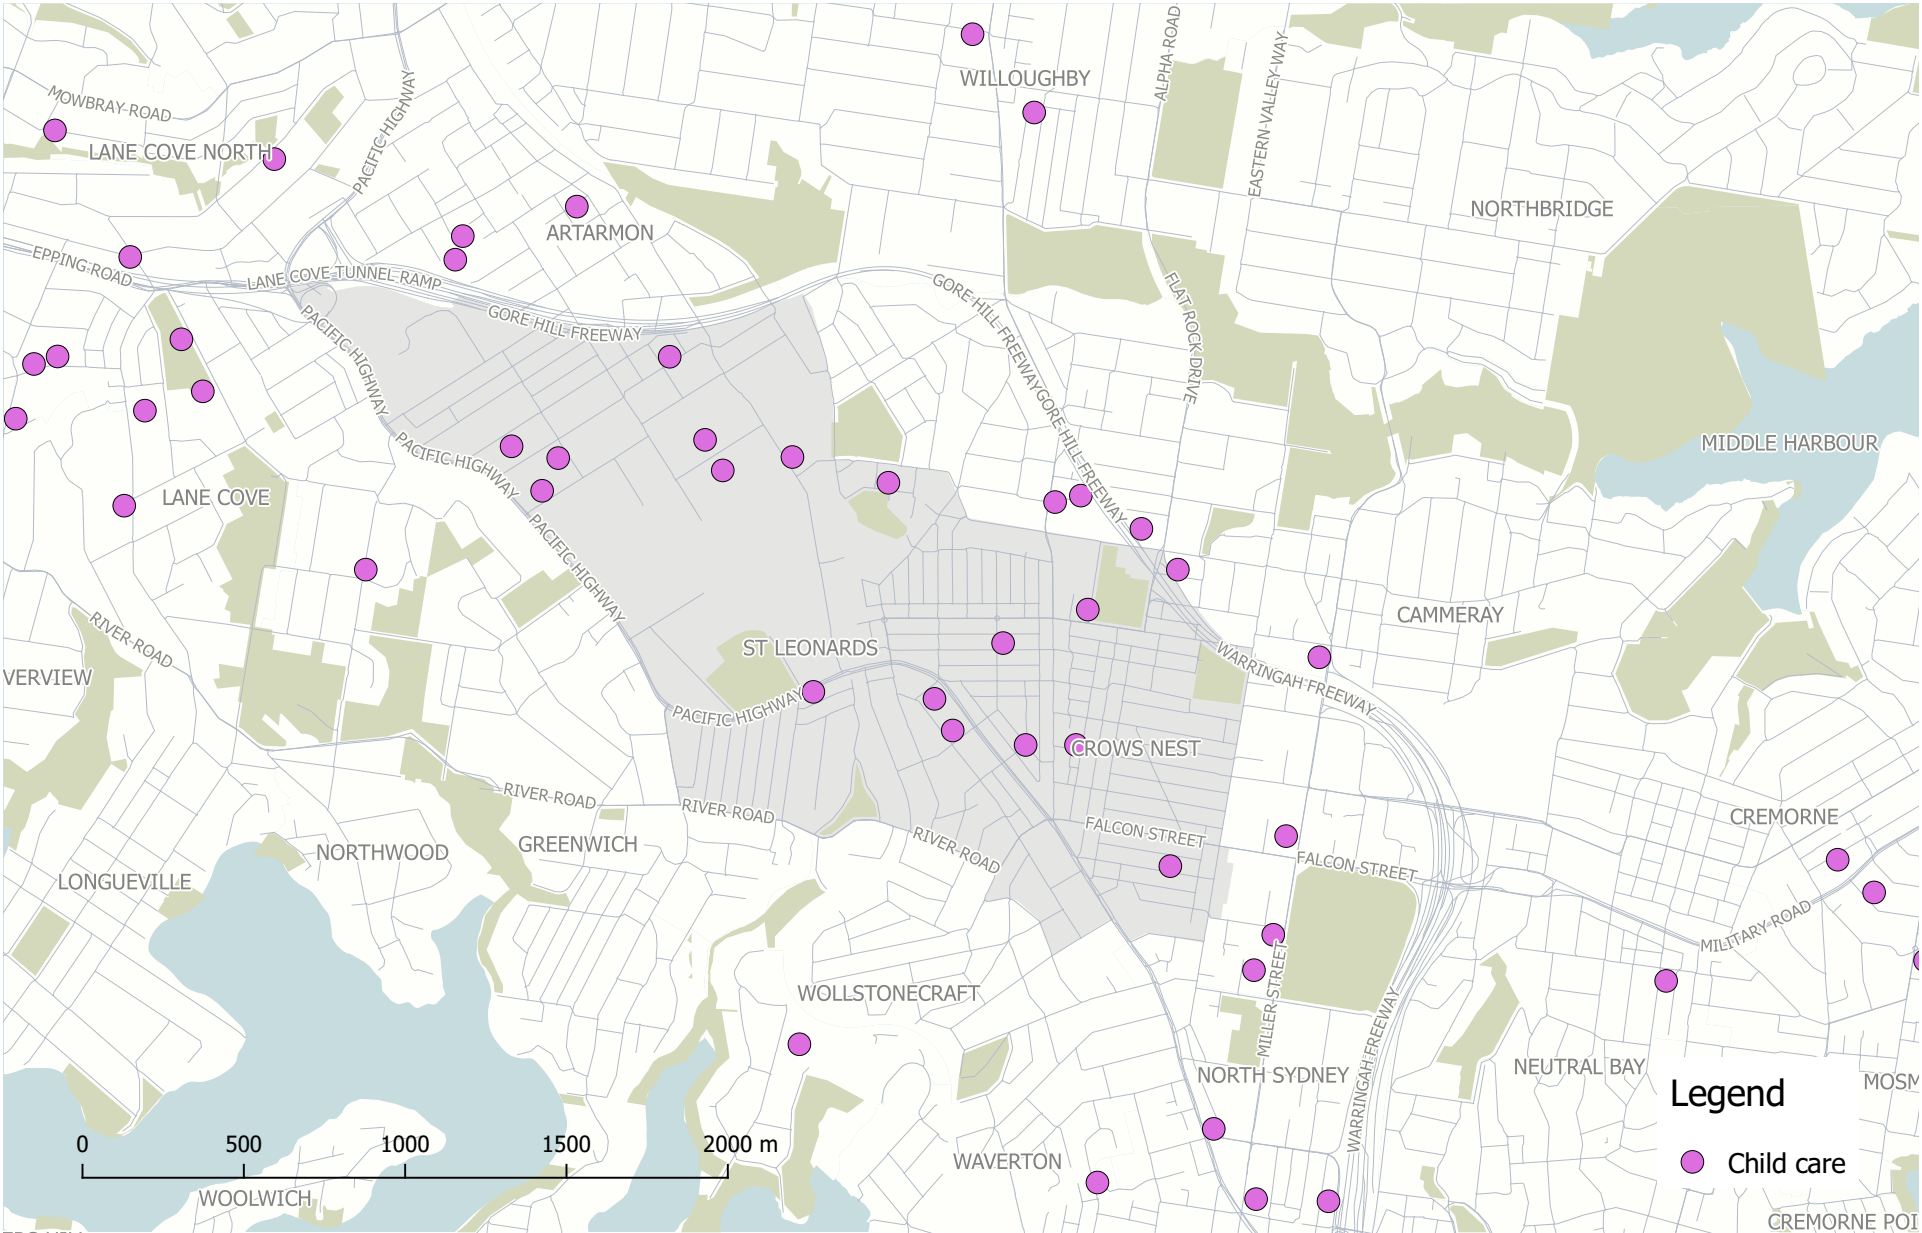 WILLOUGHBY
ALPHA ROAD
EASTERN VALLEY WAY
MOWBRAY ROAD
PACIFIC HIGHWAY
LANE COVE NORTH
NORTHBRIDGE
ARTARMON
EPPING ROAD
LANE COVE TUNNEL RAMP
GORE HILL FREEWAY
GORE HILL FREEWAY
FLAT ROCK DRIVE
PACIFIC HIGHWAY
GORE HILL FREEWAY
PACIFIC HIGHWAY
MIDDLE HARBOUR
LANE COVE
PACIFIC HIGHWAY
RIVER ROAD
CAMMERAY
ST LEONARDS
WARRINGAH FREEWAY
VERVIEW
PACIFIC HIGHWAY
CROWS NEST
RIVER ROAD
RIVER ROAD
CREMORNE
FALCON STREET
GREENWICH
RIVER ROAD
NORTHWOOD
FALCON STREET
LONGUEVILLE
MILITARY ROAD
WOLLSTONECRAFT
MILLER STREET
WARRINGAH FREEWAY
NORTH SYDNEY
NEUTRAL BAY
MOSM
Legend
0 500 1000 1500 2000 m
WAVERTON
Child care
WOOLWICH
CREMORNE POI